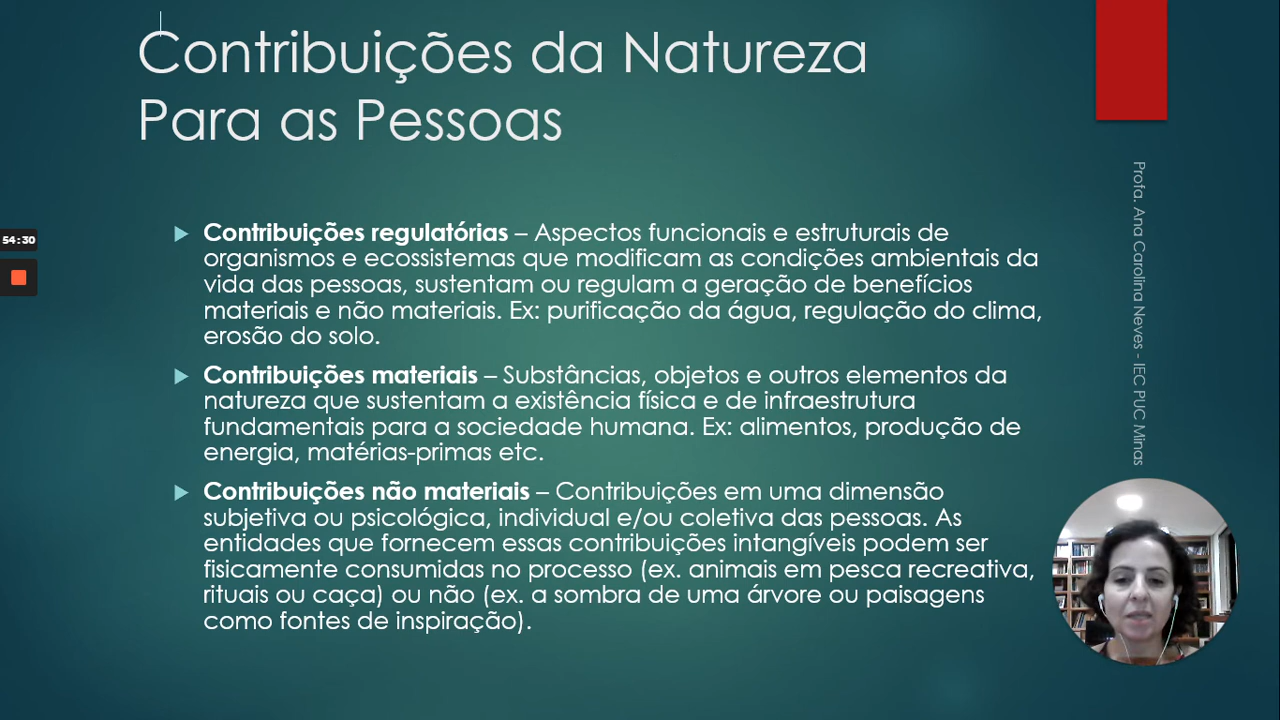 Contribuições da Natureza
Para as Pessoas
Contribuições regulatórias – Aspectos funcionais e estruturais de
organismos e ecossistemas que modificam as condições ambientais da
vida das pessoas, sustentam ou regulam a geração de benefícios
materiais e não materiais. Ex: purificação da água, regulação do clima,
erosão do solo.
Contribuições materiais – Substâncias, objetos e outros elementos da
natureza que sustentam a existência física e de infraestrutura
fundamentais para a sociedade humana. Ex: alimentos, produção de
energia, matérias-primas etc.
Contribuições não materiais – Contribuições em uma dimensão
subjetiva ou psicológica, individual e/ou coletiva das pessoas. As
entidades que fornecem essas contribuições intangíveis podem ser
fisicamente consumidas no processo (ex. animais em pesca recreativa,
rituais ou caça) ou não (ex. a sombra de uma árvore ou paisagens
como fontes de inspiração).
Profa. Ana Carolina Neves - IEC PUC Minas
54:30